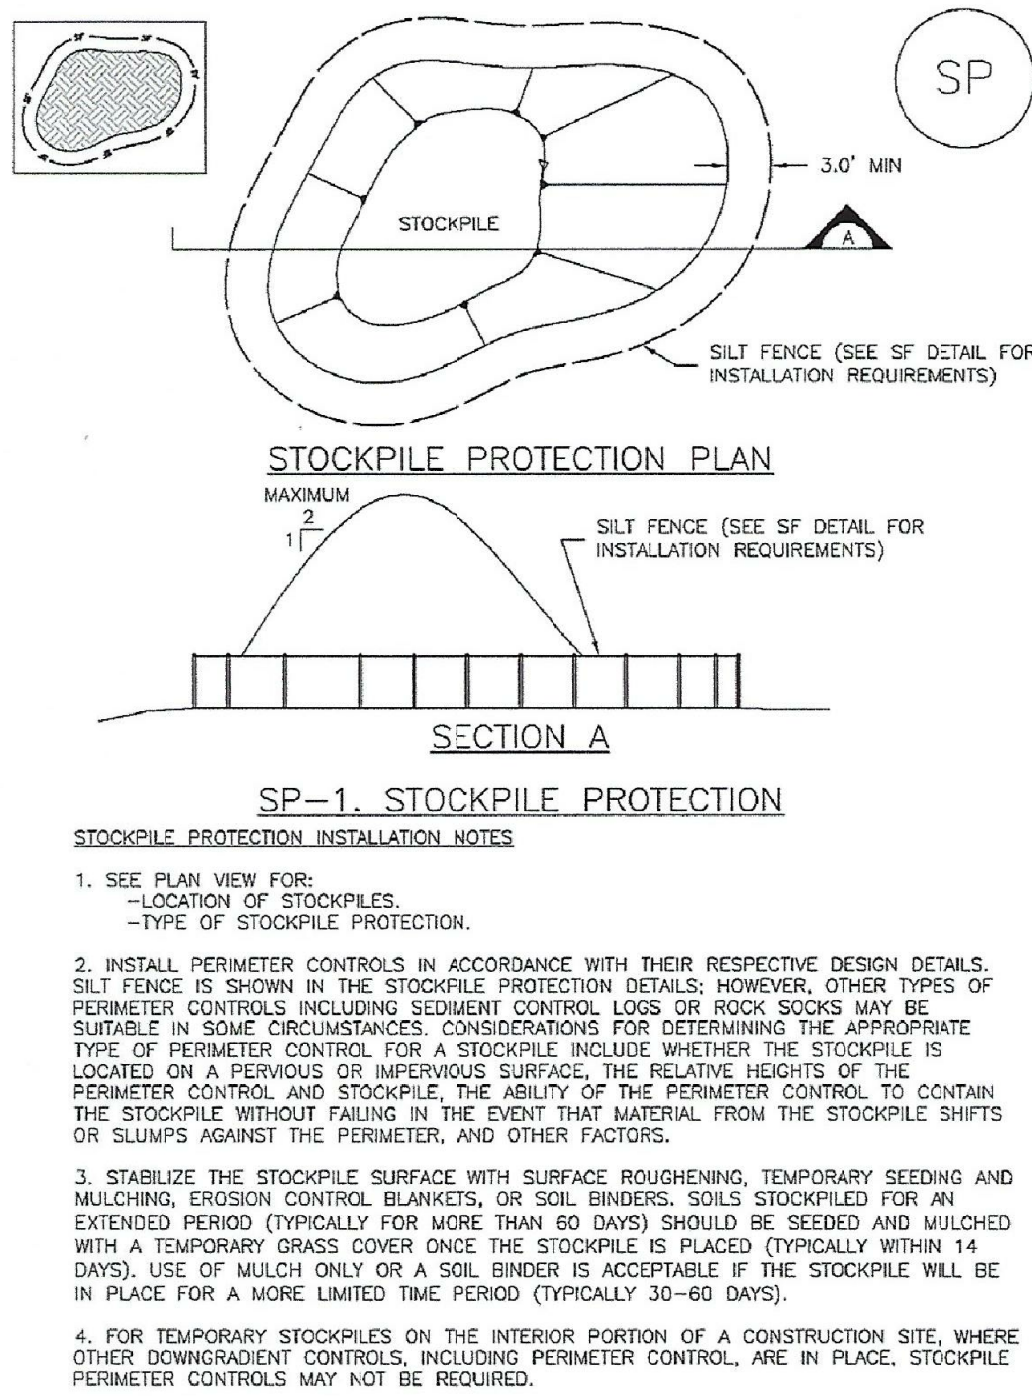 SF SF
SF SF
SF SF SF
SP
3.0' MIN
STOCKPILE
A
SILT FENCE (SEE SF DETAIL FOR
INSTALLATION REQUIREMENTS)
STOCKPILE PROTECTION PLAN
MAXIMUM
2
1
SILT FENCE (SEE SF DETAIL FOR
INSTALLATION REQUIREMENTS)
SECTION A
SP-1. STOCKPILE PROTECTION
STOCKPILE PROTECTION INSTALLATION NOTES
1. SEE PLAN VIEW FOR:
-LOCATION OF STOCKPILES.
-TYPE OF STOCKPILE PROTECTION.
2. INSTALL PERIMETER CONTROLS IN ACCORDANCE WITH THEIR RESPECTIVE DESIGN DETAILS.
SILT FENCE IS SHOWN IN THE STOCKPILE PROTECTION DETAILS; HOWEVER, OTHER TYPES OF
PERIMETER CONTROLS INCLUDING SEDIMENT CONTROL LOGS OR ROCK SOCKS MAY BE
SUITABLE IN SOME CIRCUMSTANCES. CONSIDERATIONS FOR DETERMINING THE APPROPRIATE
TYPE OF PERIMETER CONTROL FOR A STOCKPILE INCLUDE WHETHER THE STOCKPILE IS
LOCATED ON A PERVIOUS OR IMPERVIOUS SURFACE, THE RELATIVE HEIGHTS OF THE
PERIMETER CONTROL AND STOCKPILE, THE ABILITY OF THE PERIMETER CONTROL TO CONTAIN
THE STOCKPILE WITHOUT FAILING IN THE EVENT THAT MATERIAL FROM THE STOCKPILE SHIFTS
OR SLUMPS AGAINST THE PERIMETER, AND OTHER FACTORS.
3. STABILIZE THE STOCKPILE SURFACE WITH SURFACE ROUGHENING, TEMPORARY SEEDING AND
MULCHING, EROSION CONTROL BLANKETS, OR SOIL BINDERS. SOILS STOCKPILED FOR AN
EXTENDED PERIOD (TYPICALLY FOR MORE THAN 60 DAYS) SHOULD BE SEEDED AND MULCHED
WITH A TEMPORARY GRASS COVER ONCE THE STOCKPILE IS PLACED (TYPICALLY WITHIN 14
DAYS). USE OF MULCH ONLY OR A SOIL BINDER IS ACCEPTABLE IF THE STOCKPILE WILL BE
IN PLACE FOR A MORE LIMITED TIME PERIOD (TYPICALLY 30-60 DAYS).
4. FOR TEMPORARY STOCKPILES ON THE INTERIOR PORTION OF A CONSTRUCTION SITE, WHERE
OTHER DOWNGRADIENT CONTROLS, INCLUDING PERIMETER CONTROL, ARE IN PLACE, STOCKPILE
PERIMETER CONTROLS MAY NOT BE REQUIRED.